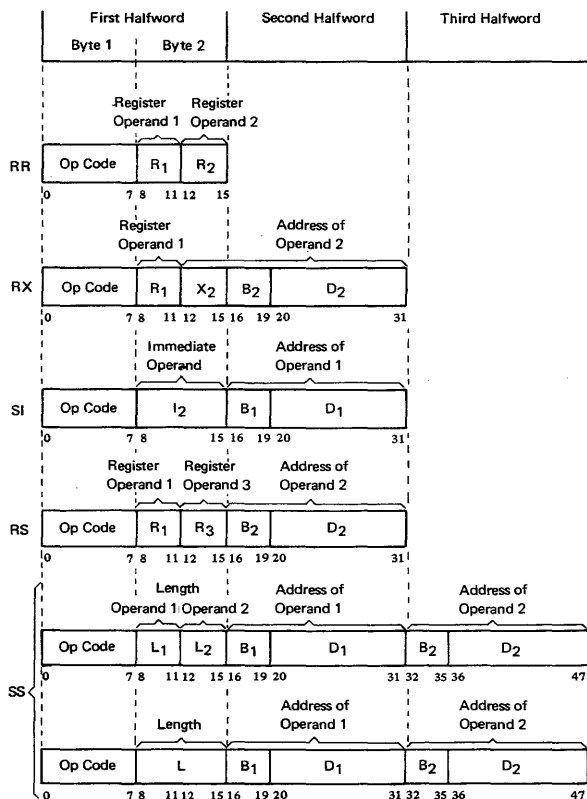 First Halfword Second Halfword Third Halfword
Byte 1 Byte 2
Register Register
Operand 1 Operand 2
RR Op Code R1 R2
0 7 8 11 12 15
Register Address of
Operand 1 Operand 2
RX Op Code R1 X2 B2 D2
0 7 8 11 12 15 16 19 20 31
Immediate Address of
Operand Operand 1
SI Op Code I2 B1 D1
0 7 8 15 16 19 20 31
Register Register Address of
Operand 1 Operand 3 Operand 2
RS Op Code R1 R3 B2 D2
0 7 8 11 12 15 16 19 20 31
Length Address of Address of
Operand 1 Operand 2 Operand 1 Operand 2
Op Code L1 L2 B1 D1 B2 D2
0 7 8 11 12 15 16 19 20 31 32 35 36 47
SS
Length Address of Address of
Operand 1 Operand 2
Op Code L B1 D1 B2 D2
0 7 8 11 12 15 16 19 20 31 32 35 36 47